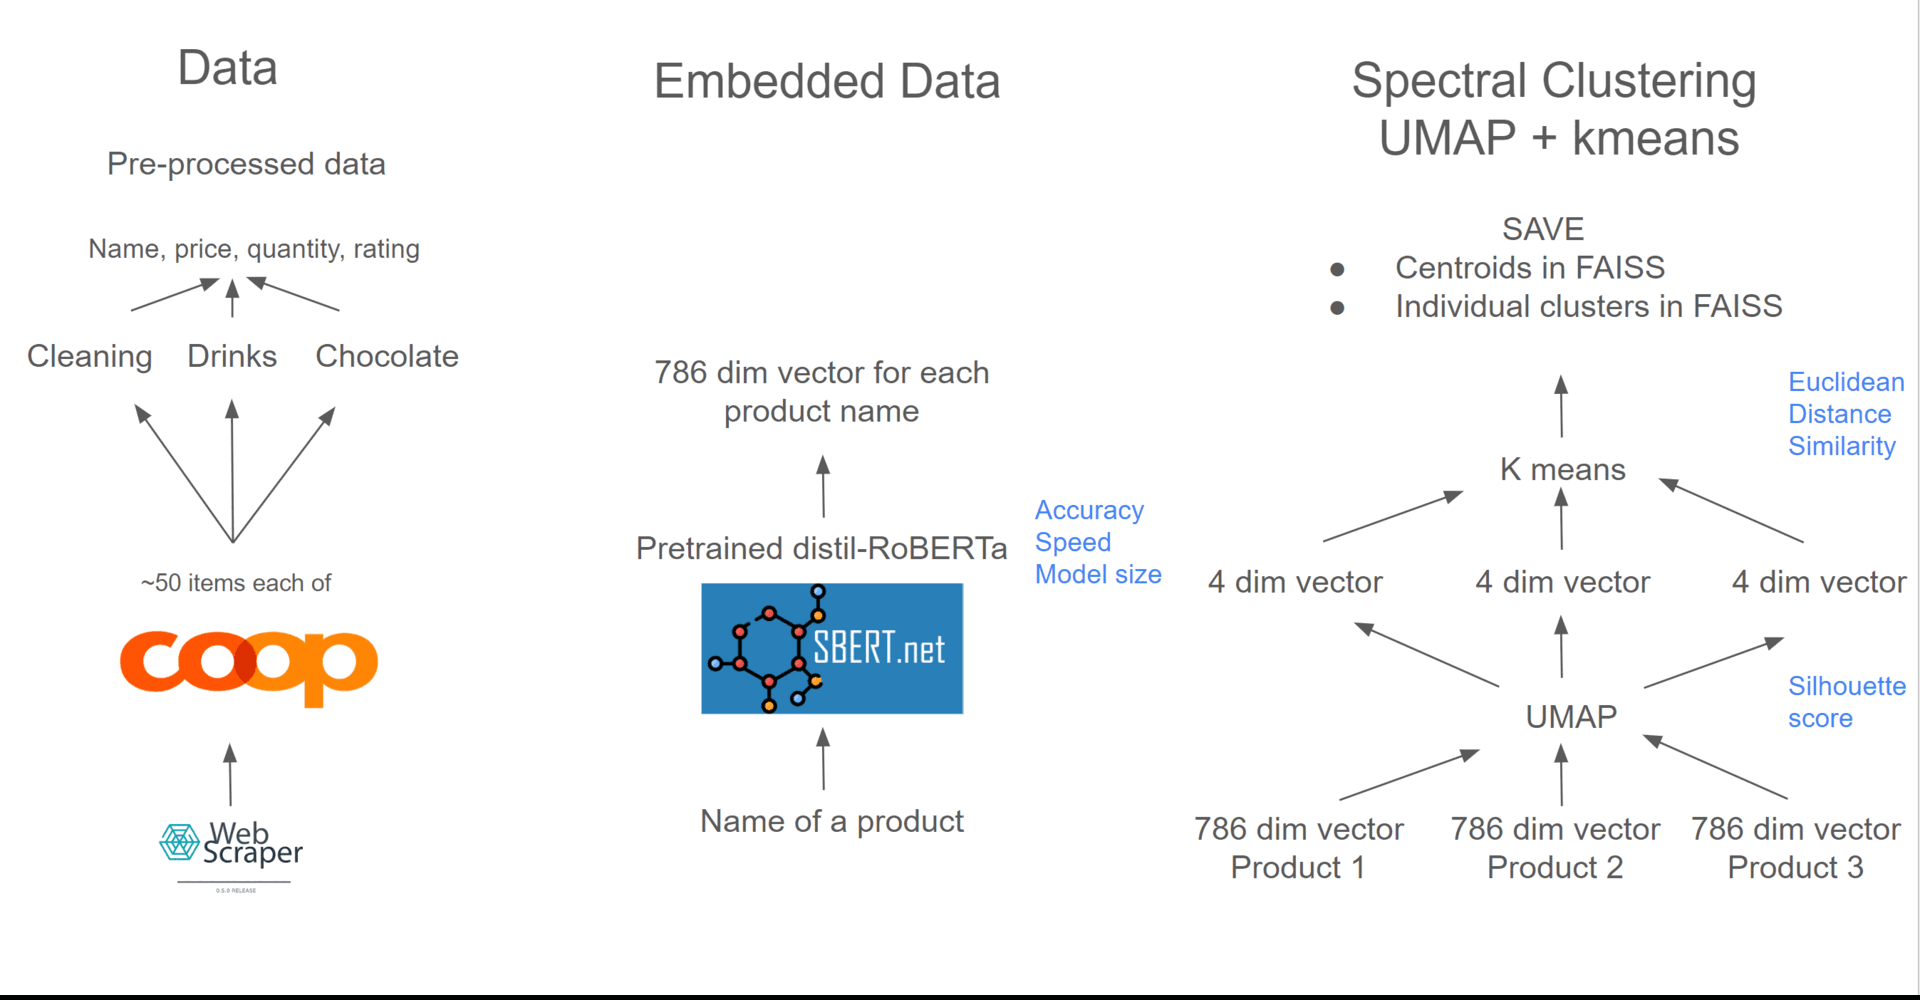 Data
Pre-processed data
Name, price, quantity, rating
Cleaning Drinks Chocolate
~50 items each of
coop
Web
Scraper
0.5.0 RELEASE
Embedded Data
786 dim vector for each
product name
Pretrained distil-RoBERTa
Accuracy
Speed
Model size
SBERT.net
Name of a product
Spectral Clustering
UMAP + kmeans
SAVE
● Centroids in FAISS
● Individual clusters in FAISS
Euclidean
Distance
Similarity
K means
4 dim vector 4 dim vector 4 dim vector
Silhouette
score
UMAP
786 dim vector 786 dim vector 786 dim vector
Product 1 Product 2 Product 3